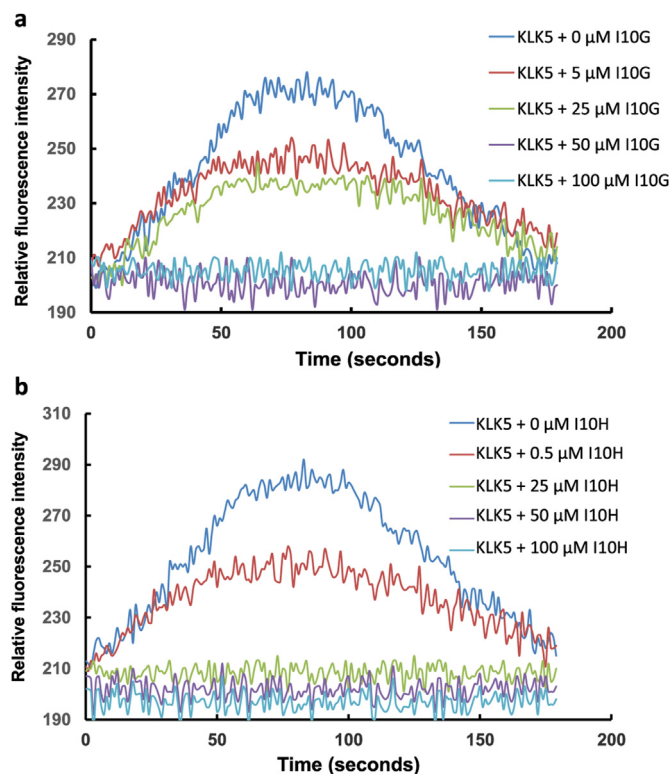 a
290
270
250
230
210
190
0
50
100
150
200
Relative fluorescence intensity
Time (seconds)
KLK5 + 0 µM I10G
KLK5 + 5 µM I10G
KLK5 + 25 µM I10G
KLK5 + 50 µM I10G
KLK5 + 100 µM I10G
b
310
290
270
250
230
210
190
0
50
100
150
200
Relative fluorescence intensity
Time (seconds)
KLK5 + 0 µM I10H
KLK5 + 0.5 µM I10H
KLK5 + 25 µM I10H
KLK5 + 50 µM I10H
KLK5 + 100 µM I10H